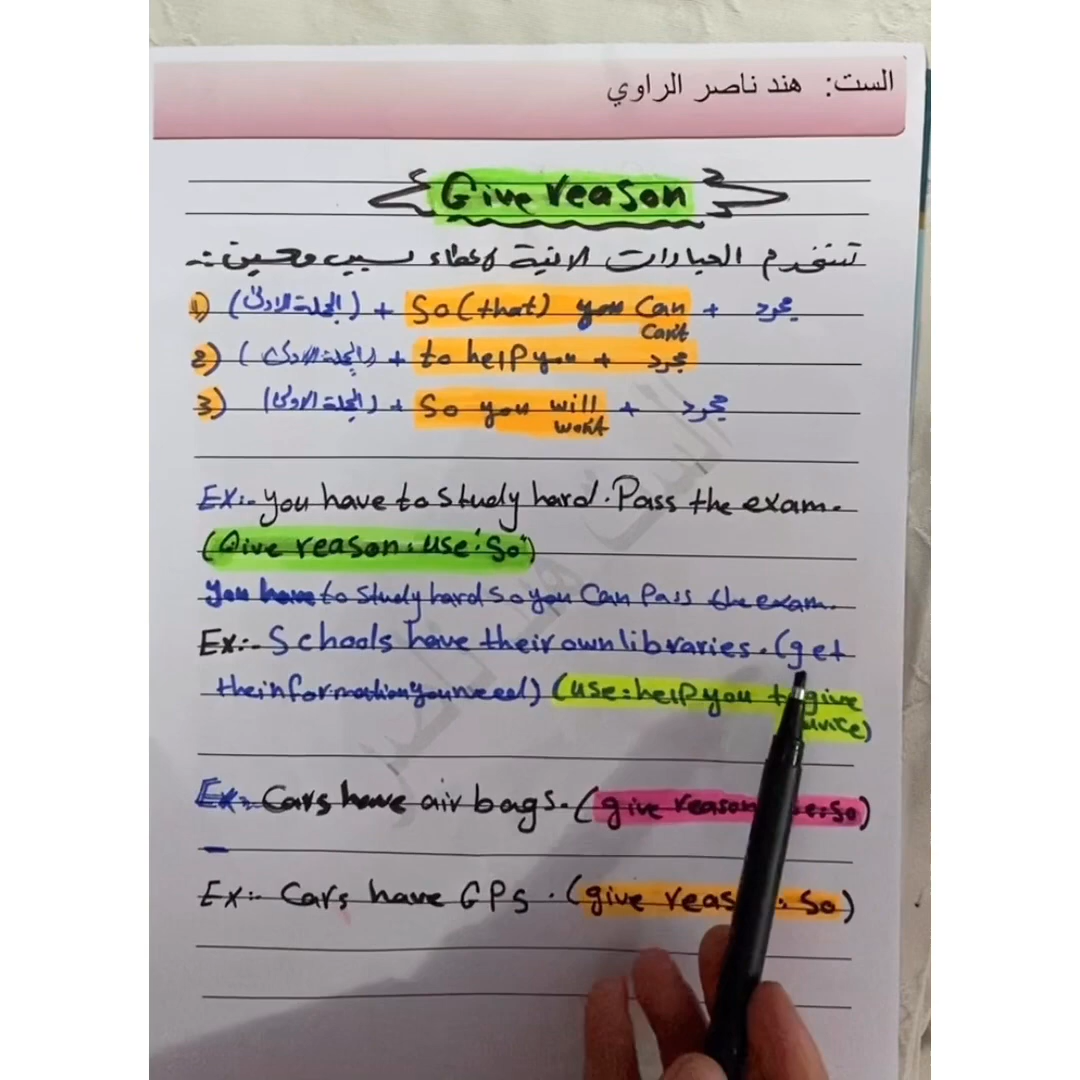 الست: هند ناصر الراوي
Give reason
تستخدم العبارات الاتية لاعطاء سبب معين :-
1) (الجملة الاولى) + So (that) you can + مجرد
can't
2) (الجملة الاولى) + to help you + مجرد
3) (الجملة الاولى) + So you will + مجرد
won't
Ex:- you have to study hard. Pass the exam.
(Give reason: use: "So")
you have to study hard so you can pass the exam.
Ex:- Schools have their own libraries. (get
the information you need) (use: help you to give
Ex:- Cars have air bags. (give reason so)
Ex:- Cars have GPS. (give reason: so)